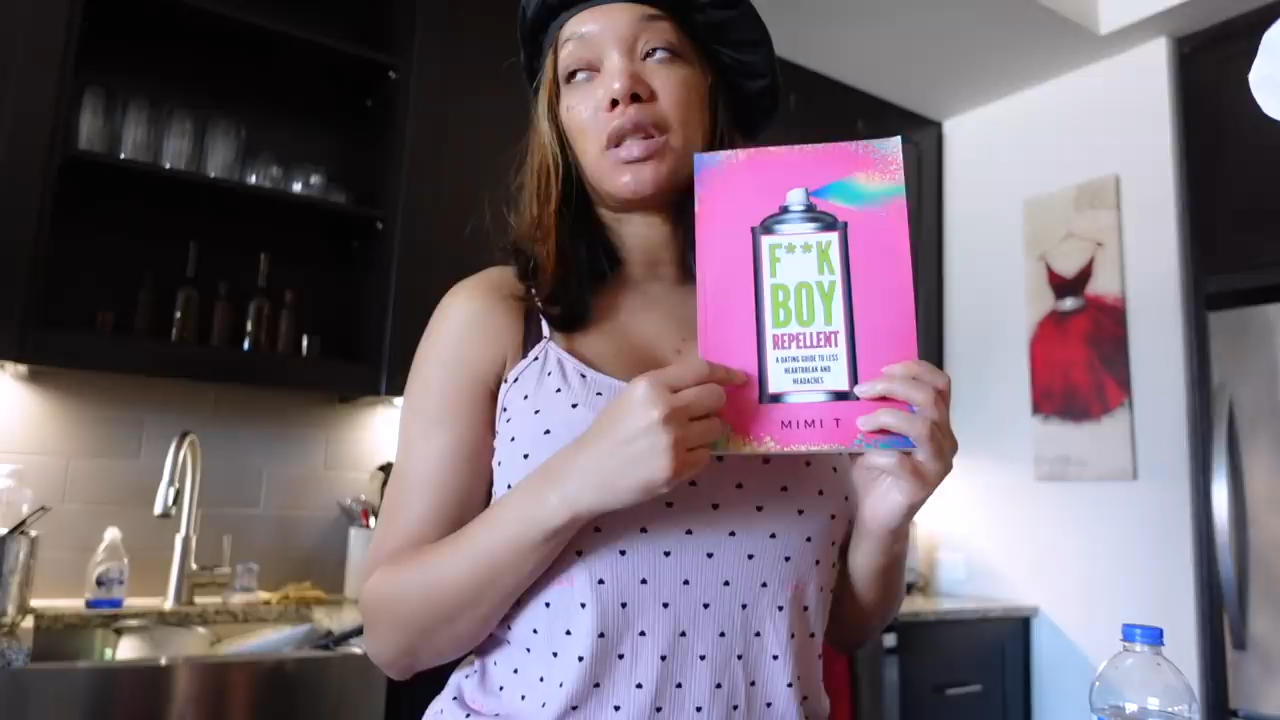 F**K
BOY
REPELLENT
A DATING GUIDE TO LESS
HEARTBREAK AND
HEADACHES
MIMI T